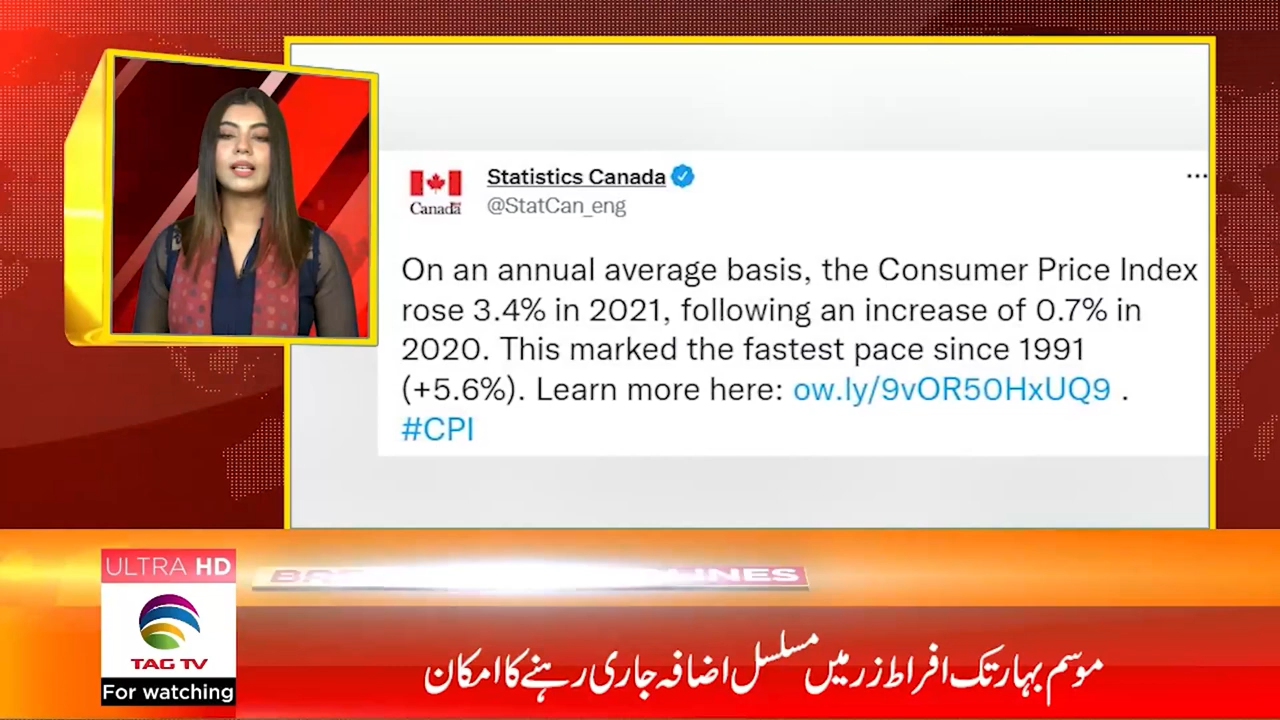 Canada
Statistics Canada
@StatCan_eng
On an annual average basis, the Consumer Price Index
rose 3.4% in 2021, following an increase of 0.7% in
2020. This marked the fastest pace since 1991
(+5.6%). Learn more here: ow.ly/9vOR50HxUQ9 .
#CPI
ULTRA HD
TAG TV
For watching
موسم بہار تک افراط زر میں مسلسل اضافہ جاری رہنے کا امکان